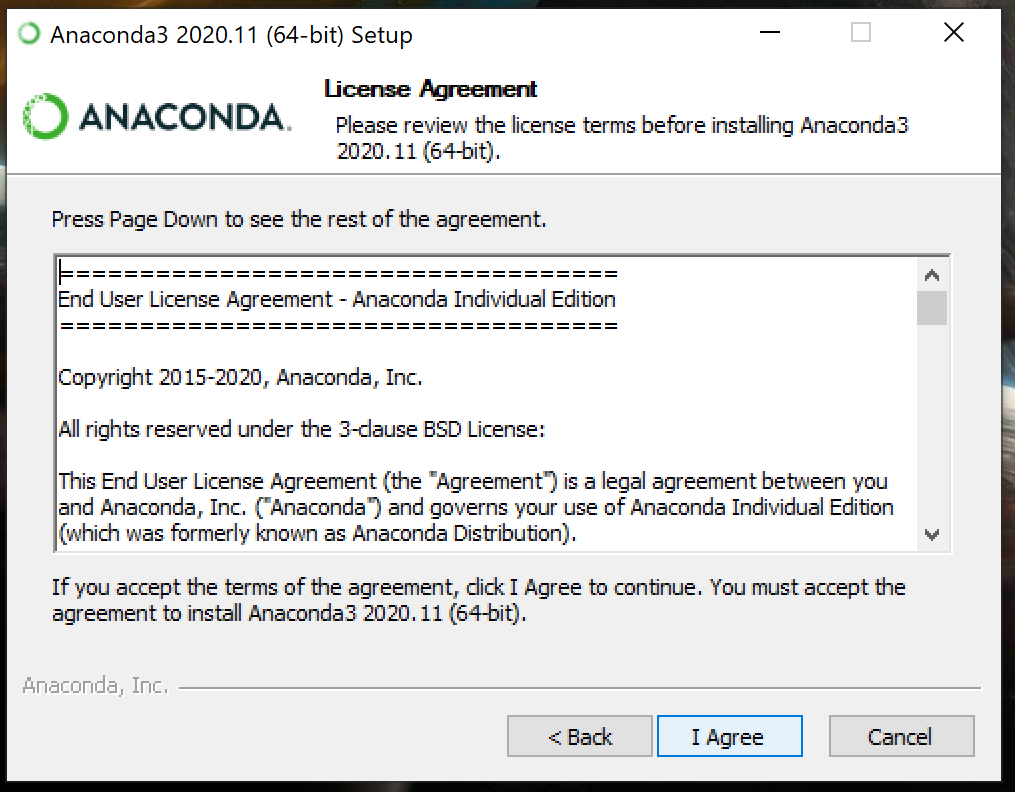 Anaconda3 2020.11 (64-bit) Setup
ANACONDA.
License Agreement
Please review the license terms before installing Anaconda3
2020.11 (64-bit).
Press Page Down to see the rest of the agreement.
===================================
End User License Agreement - Anaconda Individual Edition
===================================
Copyright 2015-2020, Anaconda, Inc.
All rights reserved under the 3-clause BSD License:
This End User License Agreement (the "Agreement") is a legal agreement between you
and Anaconda, Inc. ("Anaconda") and governs your use of Anaconda Individual Edition
(which was formerly known as Anaconda Distribution).
If you accept the terms of the agreement, click I Agree to continue. You must accept the
agreement to install Anaconda3 2020.11 (64-bit).
Anaconda, Inc.
< Back
I Agree
Cancel